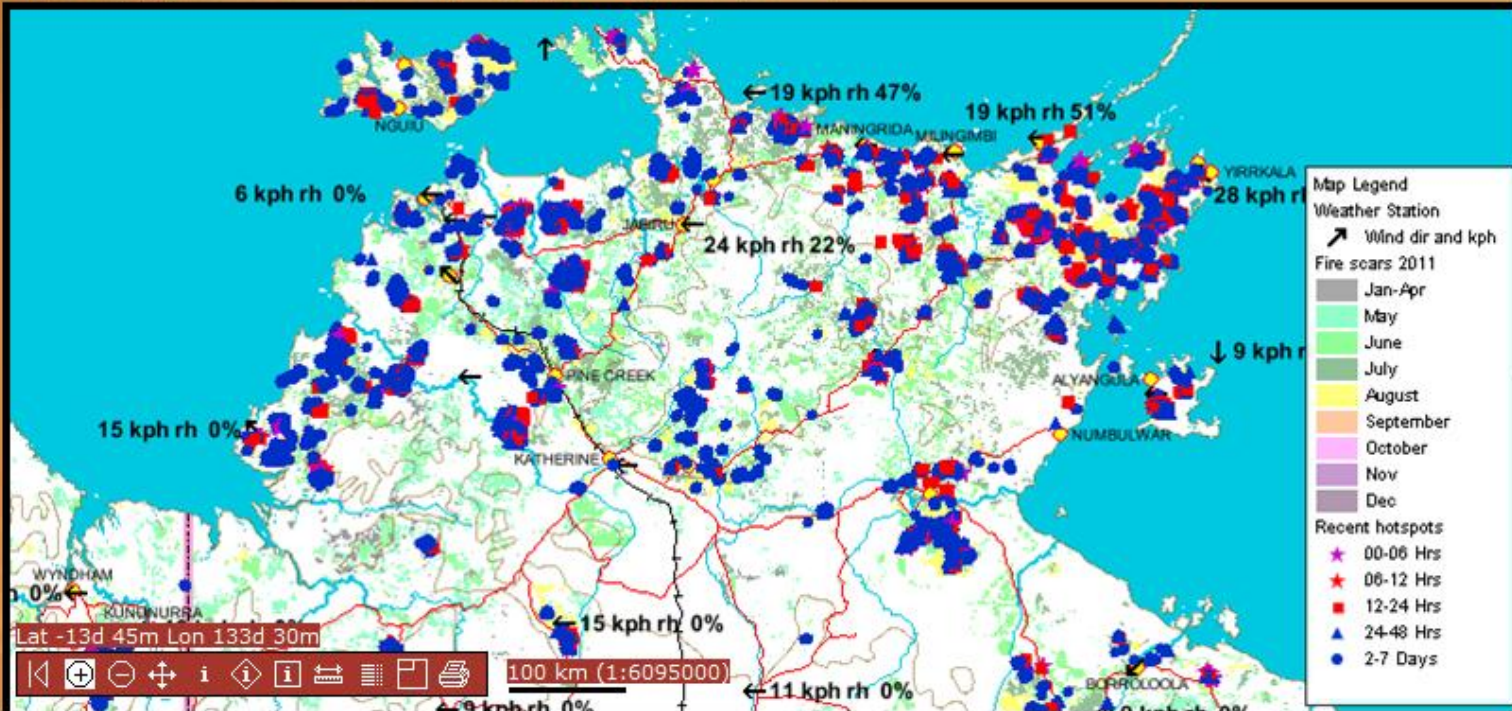 19 kph rh 47%
19 kph rh 51%
NGUIU
MANINGRIDA
MILINGIMBI
YIRRKALA
6 kph rh 0%
28 kph
JABIRU
24 kph rh 22%
9 kph
PINE CREEK
ALYANGULA
15 kph rh 0%
NUMBULWAR
KATHERINE
WYNDHAM
0%
KUNUNURRA
15 kph rh 0%
Lat -13d 45m Lon 133d 30m
100 km (1:6095000)
11 kph rh 0%
BORROLOOLA
9 kph rh 0%
Map Legend
Weather Station
Wind dir and kph
Fire scars 2011
Jan-Apr
May
June
July
August
September
October
Nov
Dec
Recent hotspots
00-06 Hrs
06-12 Hrs
12-24 Hrs
24-48 Hrs
2-7 Days